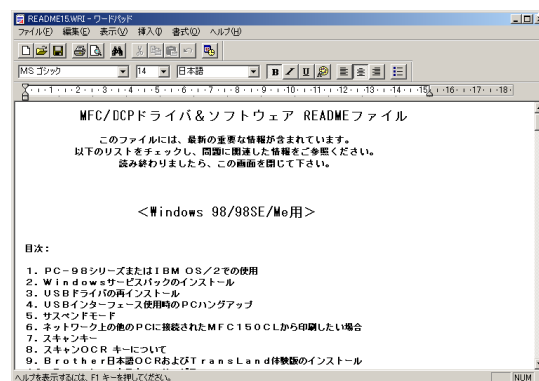 README15.WRI - ワードパッド
ファイル(F) 編集(E) 表示(V) 挿入(I) 書式(O) ヘルプ(H)
MS ゴシック 14 日本語 B I U
1 2 3 4 5 6 7 8 9 10 11 12 13 14 15 16 17 18
MFC/DCPドライバ&ソフトウェア READMEファイル
このファイルには、最新の重要な情報が含まれています。
以下のリストをチェックし、問題に関連した情報をご参照ください。
読み終わりましたら、この画面を閉じて下さい。
<Windows 98/98SE/Me用>
目次:
1. PC-98シリーズまたはIBM OS/2での使用
2. Windowsサービスパックのインストール
3. USBドライバの再インストール
4. USBインターフェース使用時のPCハングアップ
5. サスペンドモード
6. ネットワーク上の他のPCに接続されたMFC150CLから印刷したい場合
7. スキャンキー
8. スキャンOCR キーについて
9. Brother日本語OCRおよびTransLand体験版のインストール
ヘルプを表示するには、F1 キーを押してください。 NUM